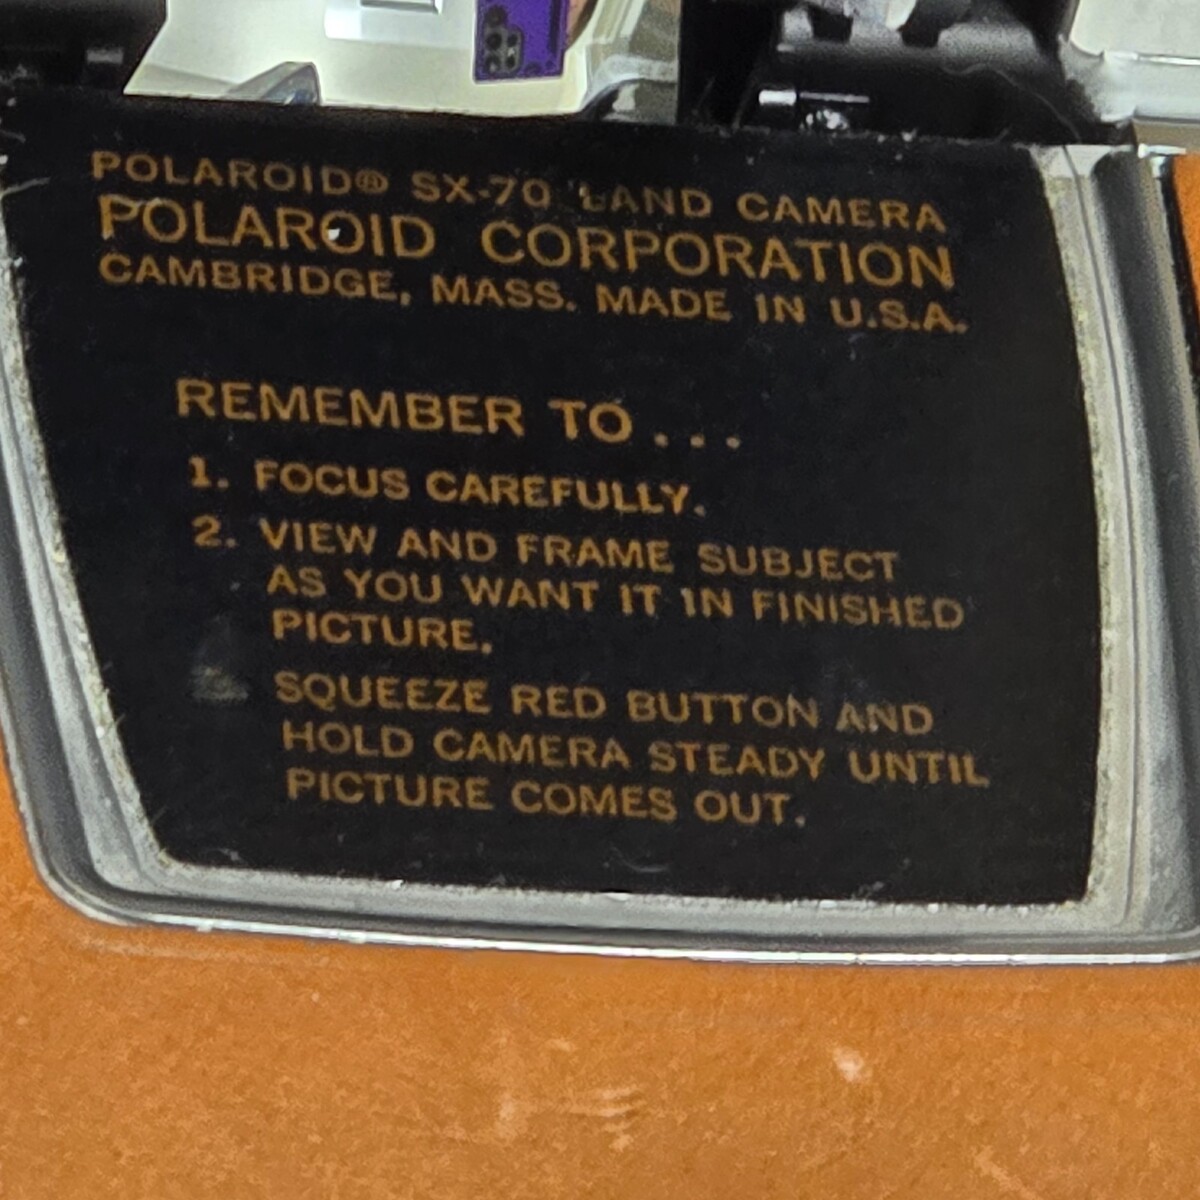 POLAROID® SX-70 LAND CAMERA
POLAROID CORPORATION
CAMBRIDGE, MASS. MADE IN U.S.A.
REMEMBER TO . . .
1. FOCUS CAREFULLY.
2. VIEW AND FRAME SUBJECT
AS YOU WANT IT IN FINISHED
PICTURE.
SQUEEZE RED BUTTON AND
HOLD CAMERA STEADY UNTIL
PICTURE COMES OUT.